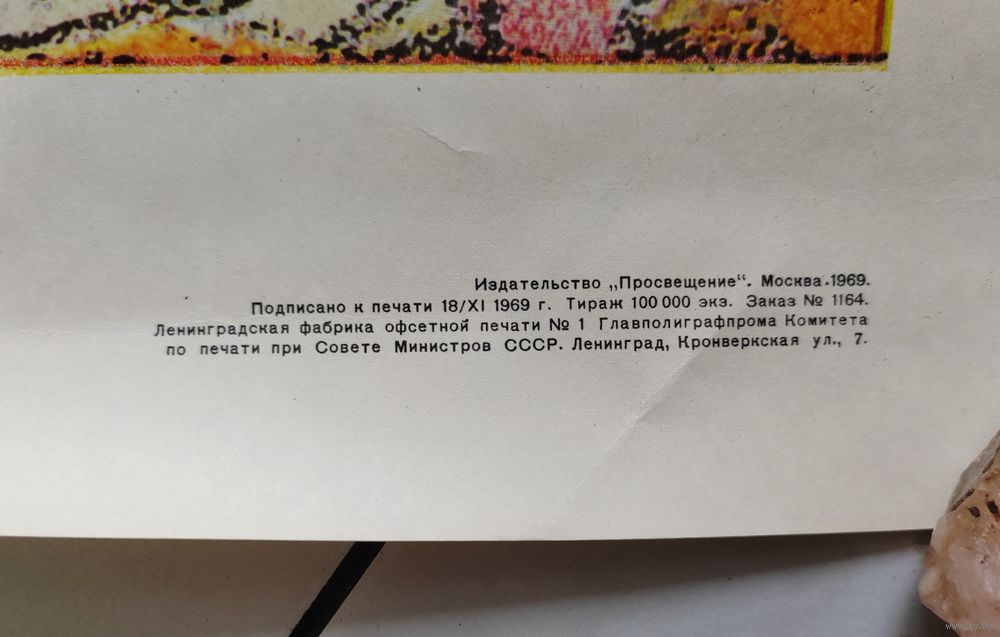 Издательство „Просвещение“. Москва.1969.
Подписано к печати 18/XI 1969 г. Тираж 100 000 экз. Заказ № 1164.
Ленинградская фабрика офсетной печати № 1 Главполиграфпрома Комитета
по печати при Совете Министров СССР. Ленинград, Кронверкская ул., 7.